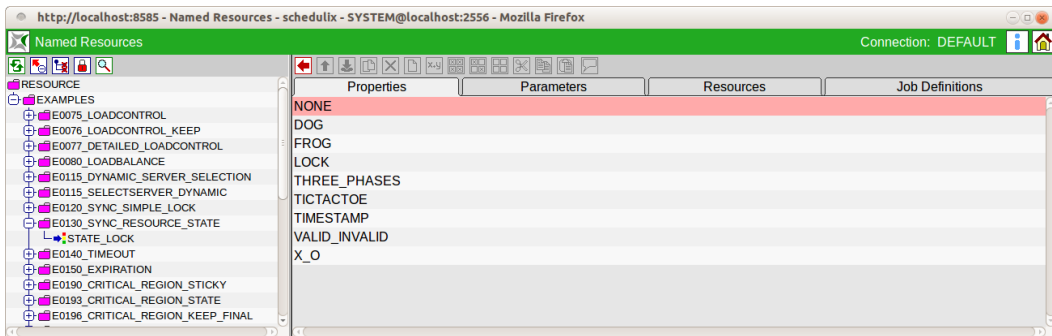 http://localhost:8585 - Named Resources - schedulix - SYSTEM@localhost:2556 - Mozilla Firefox
Named Resources
Connection: DEFAULT
RESOURCE
EXAMPLES
E0075_LOADCONTROL
E0076_LOADCONTROL_KEEP
E0077_DETAILED_LOADCONTROL
E0080_LOADBALANCE
E0115_DYNAMIC_SERVER_SELECTION
E0115_SELECTSERVER_DYNAMIC
E0120_SYNC_SIMPLE_LOCK
E0130_SYNC_RESOURCE_STATE
STATE_LOCK
E0140_TIMEOUT
E0150_EXPIRATION
E0190_CRITICAL_REGION_STICKY
E0193_CRITICAL_REGION_STATE
E0196_CRITICAL_REGION_KEEP_FINAL
Properties Parameters Resources Job Definitions
NONE
DOG
FROG
LOCK
THREE_PHASES
TICTACTOE
TIMESTAMP
VALID_INVALID
X_O